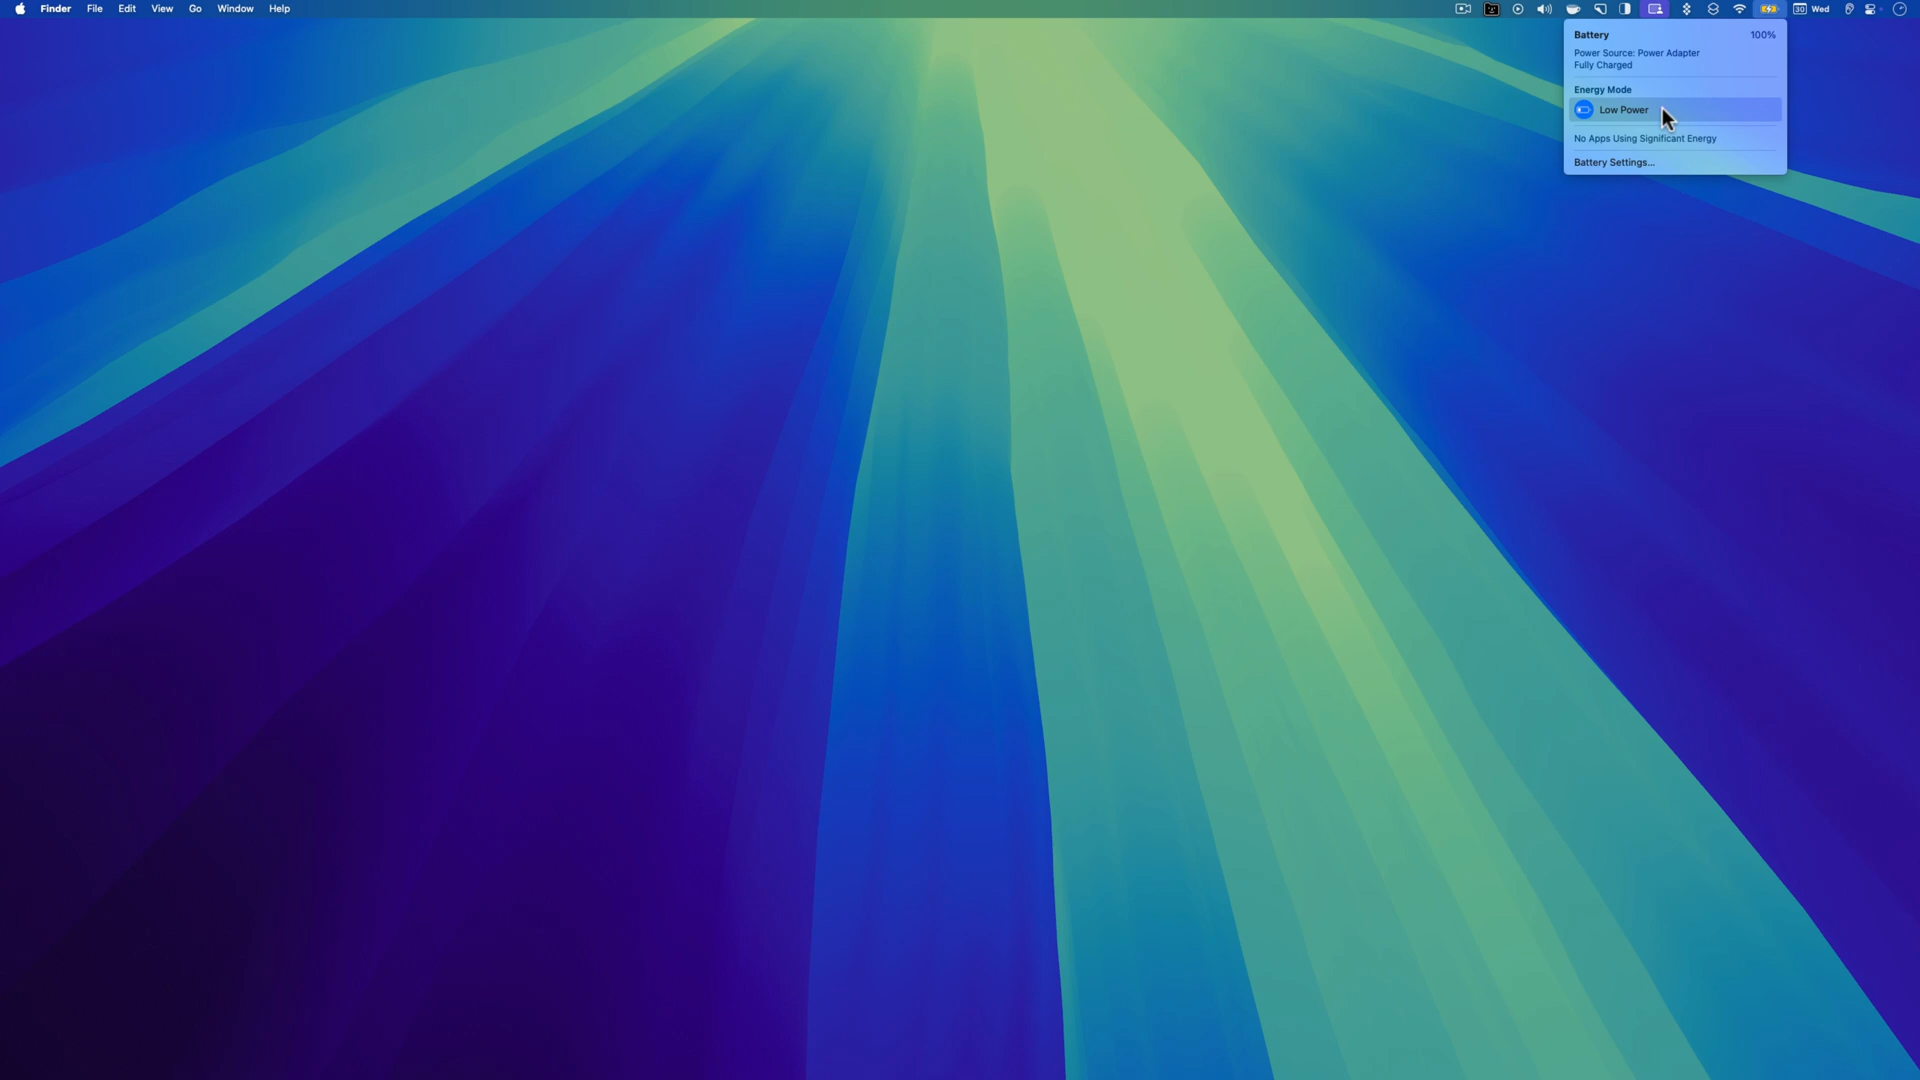 Finder File Edit View Go Window Help
30 Wed
Battery 100%
Power Source: Power Adapter
Fully Charged
Energy Mode
Low Power
No Apps Using Significant Energy
Battery Settings...